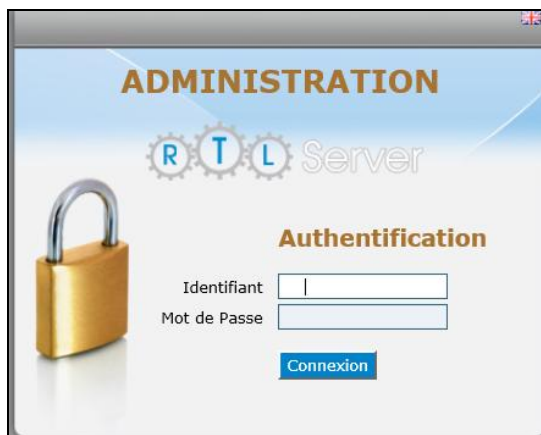 ADMINISTRATION
RTL Server
Authentification
Identifiant
Mot de Passe
Connexion